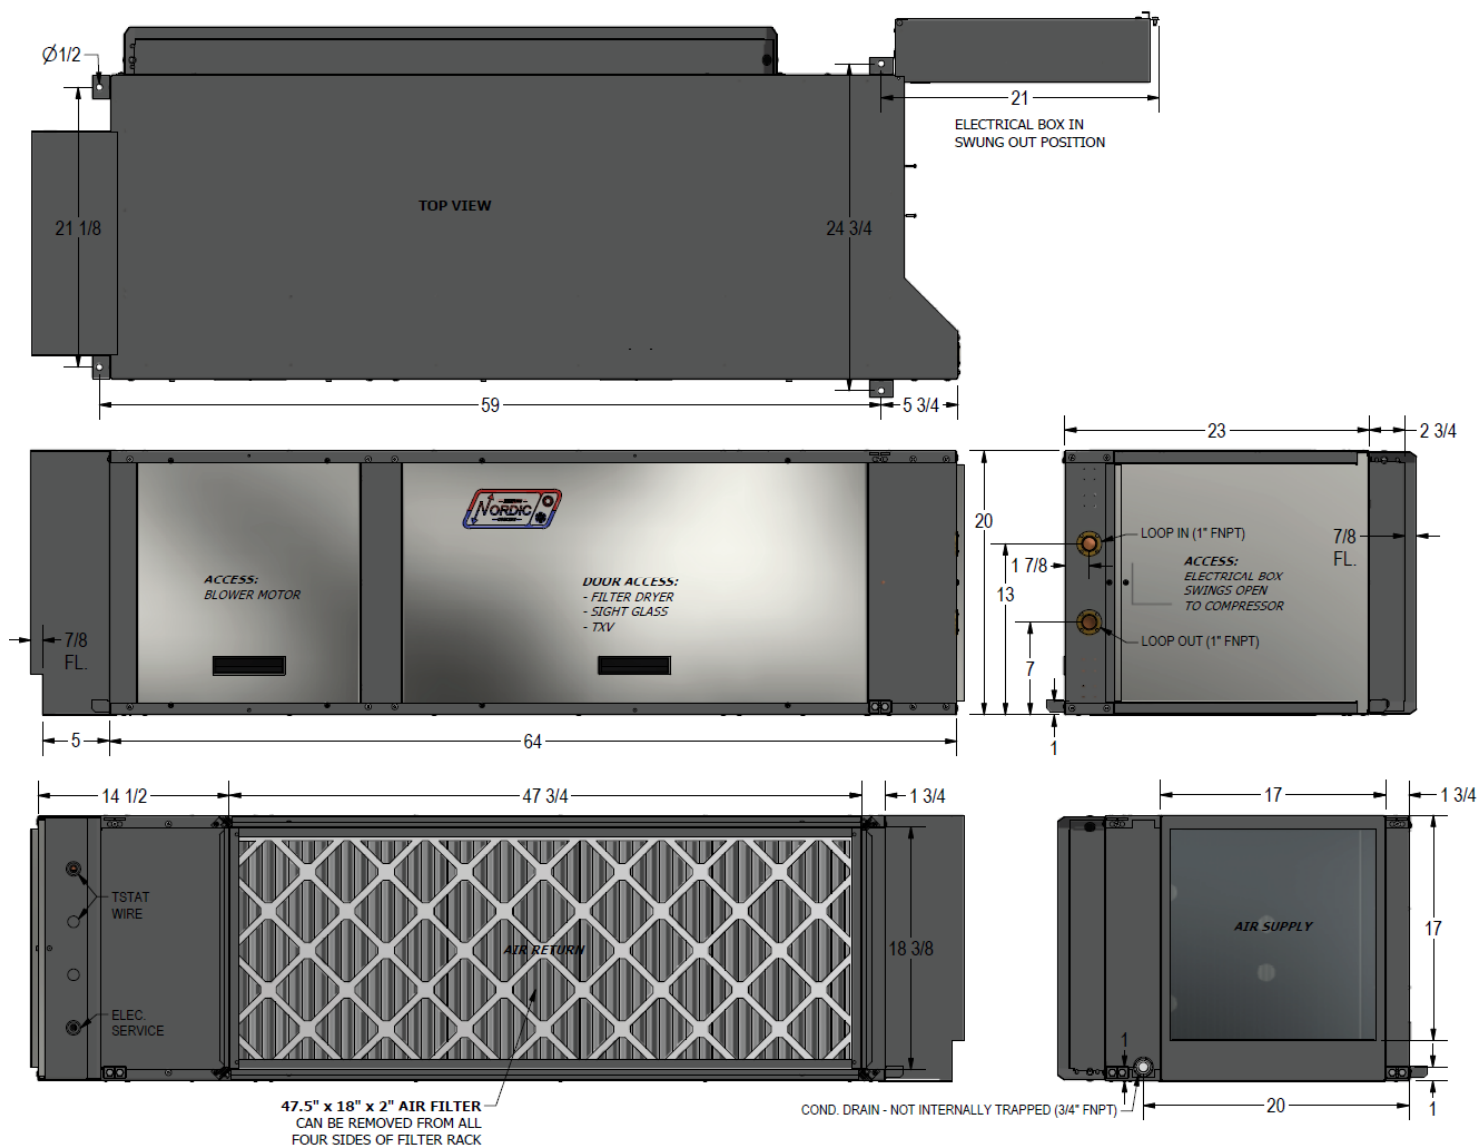 Ø1/2
21
ELECTRICAL BOX IN
SWUNG OUT POSITION
TOP VIEW
21 1/8
24 3/4
59
5 3/4
23
2 3/4
NORDIC
20
LOOP IN (1" FNPT)
7/8
FL.
ACCESS:
BLOWER MOTOR
DOOR ACCESS:
- FILTER DRYER
- SIGHT GLASS
- TXV
1 7/8
ACCESS:
ELECTRICAL BOX
SWINGS OPEN
TO COMPRESSOR
13
7/8
FL.
LOOP OUT (1" FNPT)
7
5
64
1
14 1/2
47 3/4
1 3/4
17
1 3/4
TSTAT
WIRE
AIR RETURN
18 3/8
AIR SUPPLY
17
ELEC.
SERVICE
1
47.5" x 18" x 2" AIR FILTER
CAN BE REMOVED FROM ALL
FOUR SIDES OF FILTER RACK
COND. DRAIN - NOT INTERNALLY TRAPPED (3/4" FNPT)
20
1